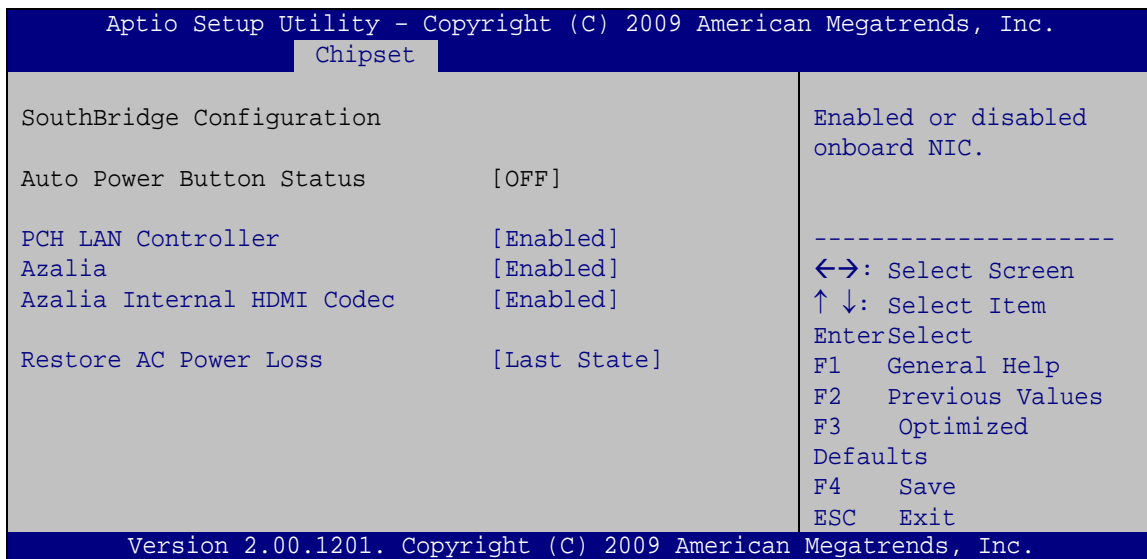 Aptio Setup Utility – Copyright (C) 2009 American Megatrends, Inc.
Chipset
SouthBridge Configuration
Auto Power Button Status [OFF]
PCH LAN Controller [Enabled]
Azalia [Enabled]
Azalia Internal HDMI Codec [Enabled]
Restore AC Power Loss [Last State]
Enabled or disabled
onboard NIC.
---------------------
←→: Select Screen
↑ ↓: Select Item
EnterSelect
F1 General Help
F2 Previous Values
F3 Optimized
Defaults
F4 Save
ESC Exit
Version 2.00.1201. Copyright (C) 2009 American Megatrends, Inc.